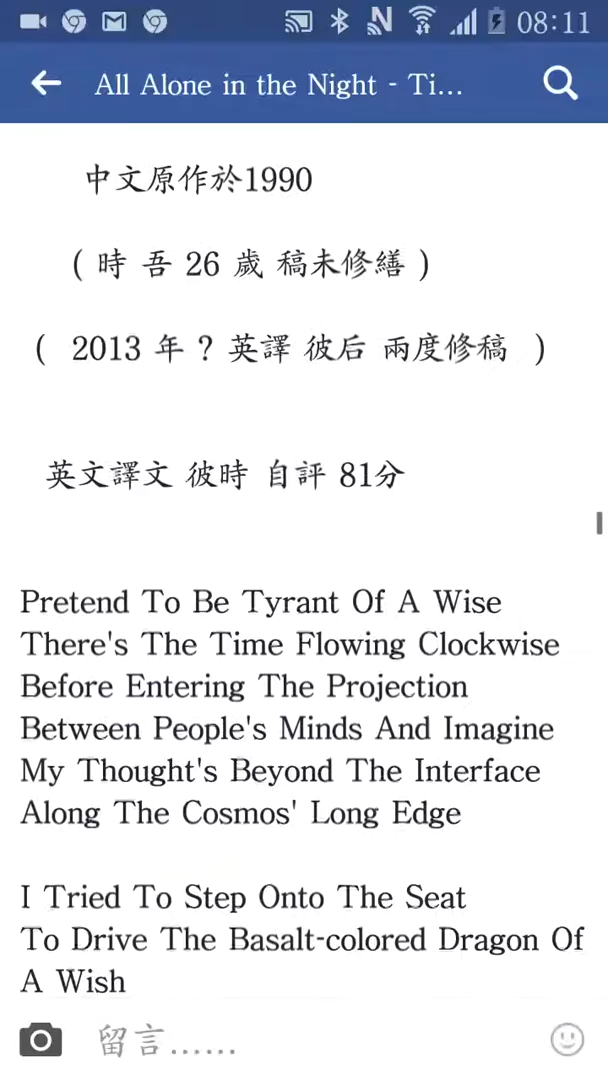 08:11
All Alone in the Night - Ti...
中文原作於1990
( 時 吾 26 歲 稿未修繕 )
( 2013 年 ? 英譯 彼后 兩度修稿 )
英文譯文 彼時 自評 81分
Pretend To Be Tyrant Of A Wise
There's The Time Flowing Clockwise
Before Entering The Projection
Between People's Minds And Imagine
My Thought's Beyond The Interface
Along The Cosmos' Long Edge
I Tried To Step Onto The Seat
To Drive The Basalt-colored Dragon Of
A Wish
留言......